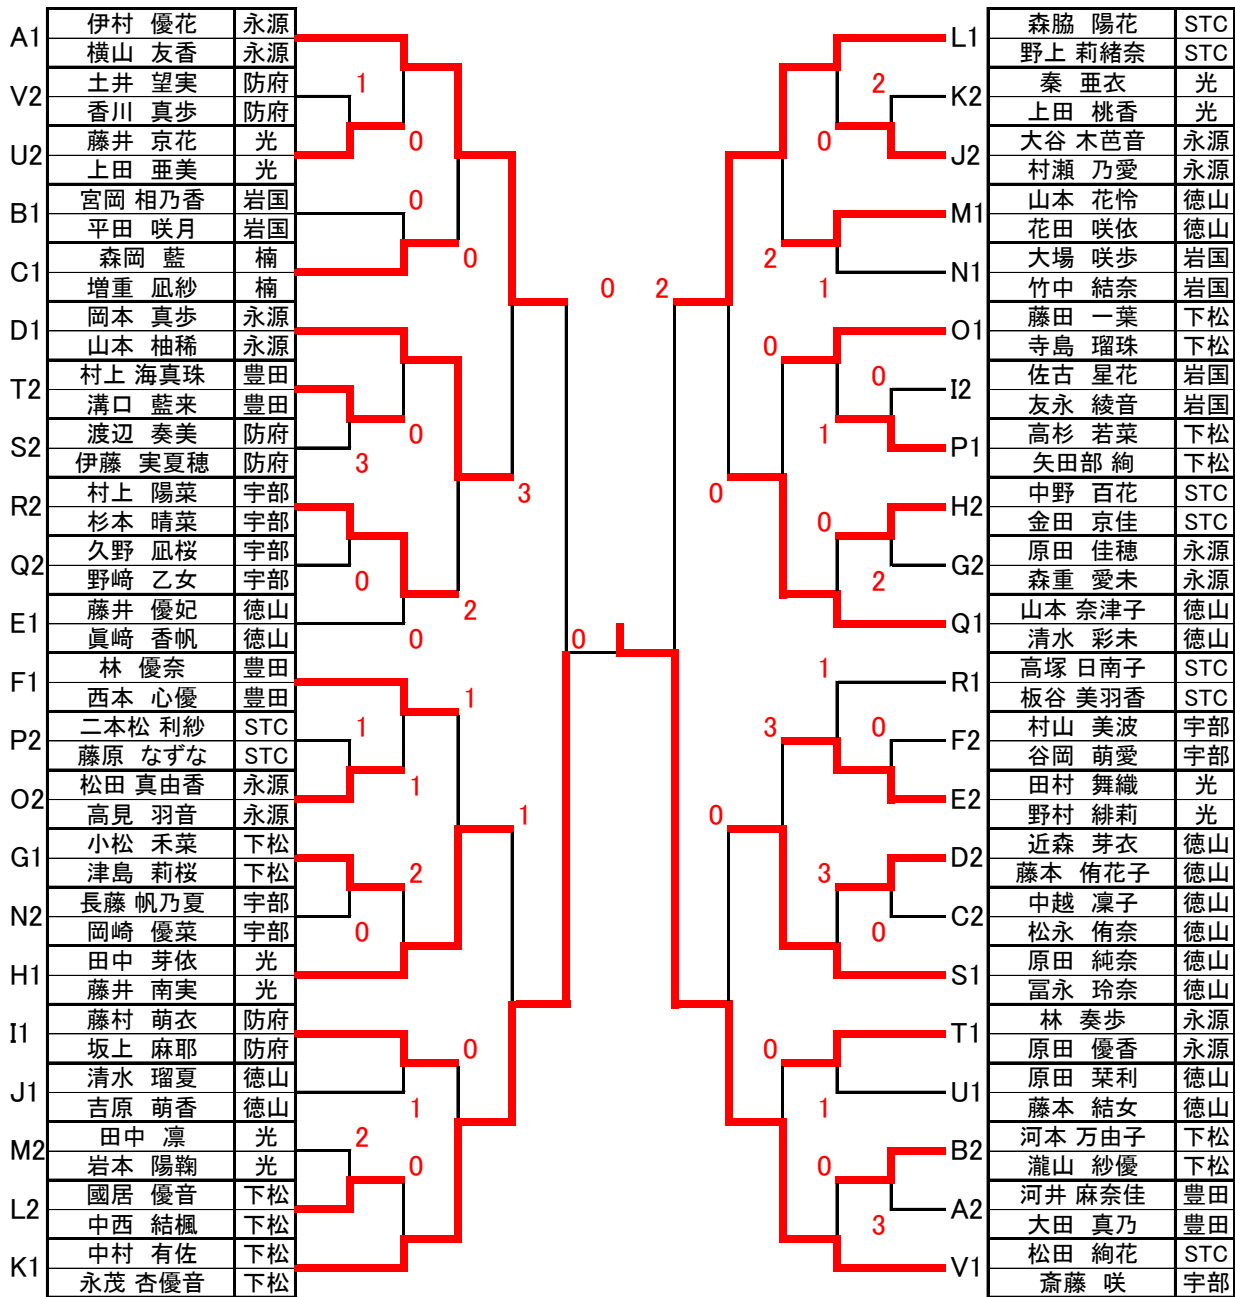 A1 伊村 優花 永源
横山 友香 永源
V2 土井 望実 防府
香川 真歩 防府
U2 藤井 京花 光
上田 亜美 光
B1 宮岡 相乃香 岩国
平田 咲月 岩国
C1 森岡 藍 楠
増重 凪紗 楠
D1 岡本 真歩 永源
山本 柚稀 永源
T2 村上 海真珠 豊田
溝口 藍来 豊田
S2 渡辺 奏美 防府
伊藤 実夏穂 防府
R2 村上 陽菜 宇部
杉本 晴菜 宇部
Q2 久野 凪桜 宇部
野﨑 乙女 宇部
E1 藤井 優妃 徳山
眞﨑 香帆 徳山
F1 林 優奈 豊田
西本 心優 豊田
P2 二本松 利紗 STC
藤原 なずな STC
O2 松田 真由香 永源
高見 羽音 永源
G1 小松 禾菜 下松
津島 莉桜 下松
N2 長藤 帆乃夏 宇部
岡崎 優菜 宇部
H1 田中 芽依 光
藤井 南実 光
I1 藤村 萌衣 防府
坂上 麻耶 防府
J1 清水 瑠夏 徳山
吉原 萌香 徳山
M2 田中 凛 光
岩本 陽鞠 光
L2 國居 優音 下松
中西 結楓 下松
K1 中村 有佐 下松
永茂 杏優音 下松
1
0
0
0
0
3
3
0
2
0
1
1
1
2
0
1
0
1
2
0
0
0
2
2
0
2
1
0
0
1
0
0
2
1
3
0
0
3
0
0
1
0
3
L1 森脇 陽花 STC
野上 莉緒奈 STC
K2 秦 亜衣 光
上田 桃香 光
J2 大谷 木芭音 永源
村瀬 乃愛 永源
M1 山本 花怜 徳山
花田 咲依 徳山
N1 大場 咲歩 岩国
竹中 結奈 岩国
O1 藤田 一葉 下松
寺島 瑠珠 下松
I2 佐古 星花 岩国
友永 綾音 岩国
P1 高杉 若菜 下松
矢田部 絢 下松
H2 中野 百花 STC
金田 京佳 STC
G2 原田 佳穂 永源
森重 愛未 永源
Q1 山本 奈津子 徳山
清水 彩未 徳山
R1 高塚 日南子 STC
板谷 美羽香 STC
F2 村山 美波 宇部
谷岡 萌愛 宇部
E2 田村 舞織 光
野村 緋莉 光
D2 近森 芽衣 徳山
藤本 侑花子 徳山
C2 中越 凜子 徳山
松永 侑奈 徳山
S1 原田 純奈 徳山
冨永 玲奈 徳山
T1 林 奏歩 永源
原田 優香 永源
U1 原田 栞利 徳山
藤本 結女 徳山
B2 河本 万由子 下松
瀧山 紗優 下松
A2 河井 麻奈佳 豊田
大田 真乃 豊田
V1 松田 絢花 STC
斎藤 咲 宇部